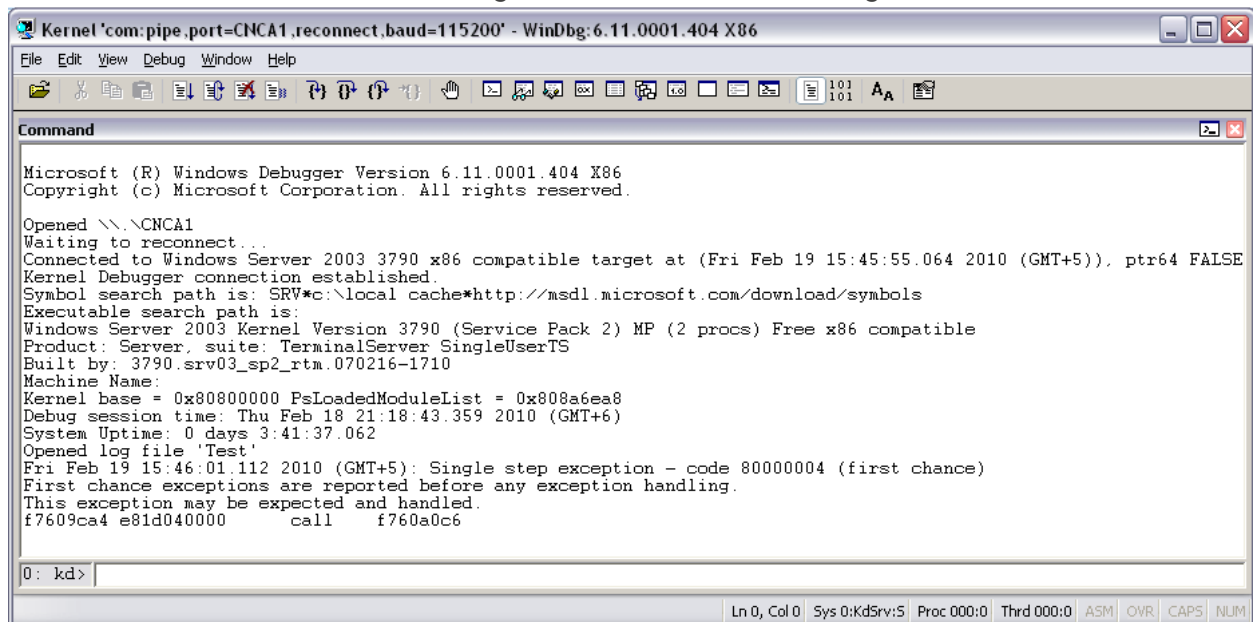 Kernel 'com:pipe,port=CNCA1,reconnect,baud=115200' - WinDbg:6.11.0001.404 X86
File Edit View Debug Window Help
Command
Microsoft (R) Windows Debugger Version 6.11.0001.404 X86
Copyright (c) Microsoft Corporation. All rights reserved.
Opened \\.\CNCA1
Waiting to reconnect...
Connected to Windows Server 2003 3790 x86 compatible target at (Fri Feb 19 15:45:55.064 2010 (GMT+5)), ptr64 FALSE
Kernel Debugger connection established.
Symbol search path is: SRV*c:\local cache*http://msdl.microsoft.com/download/symbols
Executable search path is:
Windows Server 2003 Kernel Version 3790 (Service Pack 2) MP (2 procs) Free x86 compatible
Product: Server, suite: TerminalServer SingleUserTS
Built by: 3790.srv03_sp2_rtm.070216-1710
Machine Name:
Kernel base = 0x80800000 PsLoadedModuleList = 0x808a6ea8
Debug session time: Thu Feb 18 21:18:43.359 2010 (GMT+6)
System Uptime: 0 days 3:41:37.062
Opened log file 'Test'
Fri Feb 19 15:46:01.112 2010 (GMT+5): Single step exception - code 80000004 (first chance)
First chance exceptions are reported before any exception handling.
This exception may be expected and handled.
f7609ca4 e81d040000 call f760a0c6
0: kd>
Ln 0, Col 0 Sys 0:KdSrv:S Proc 000:0 Thrd 000:0 ASM OVR CAPS NUM